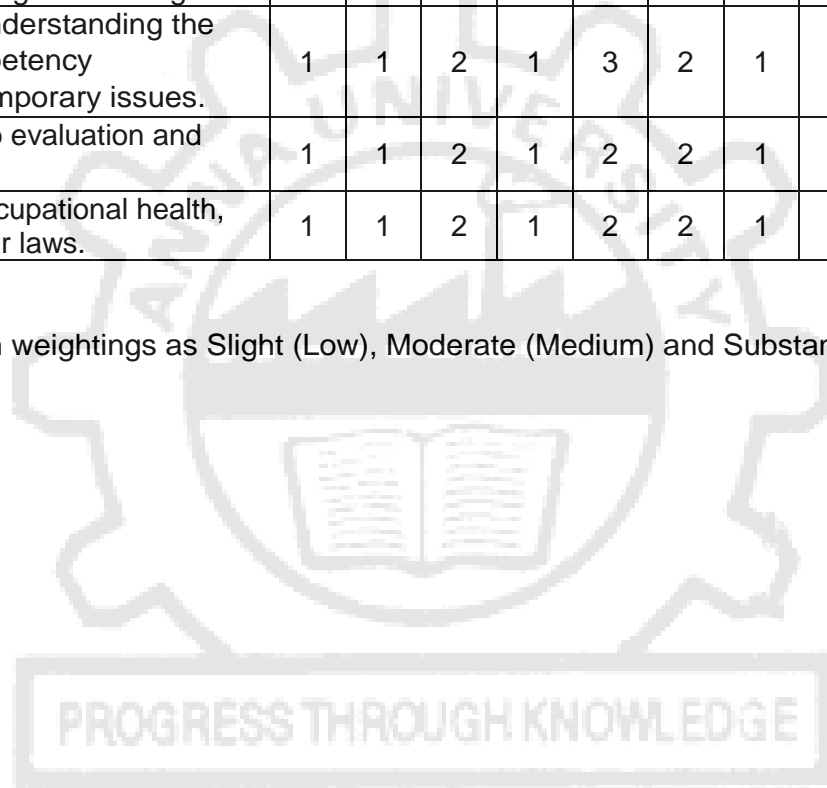 nderstanding the
petency
1 1 2 1 3 2 1
mporary issues.
evaluation and
1 1 2 1 2 2 1
cupational health,
1 1 2 1 2 2 1
r laws.
weightings as Slight (Low), Moderate (Medium) and Substan
ANNA UNIVERSITY
PROGRESS THROUGH KNOWLEDGE